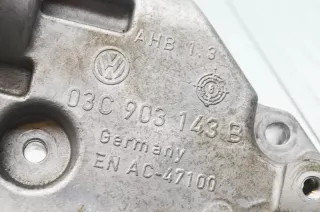 AHB 1.3
03C 903 143 B
Germany
EN AC-47100